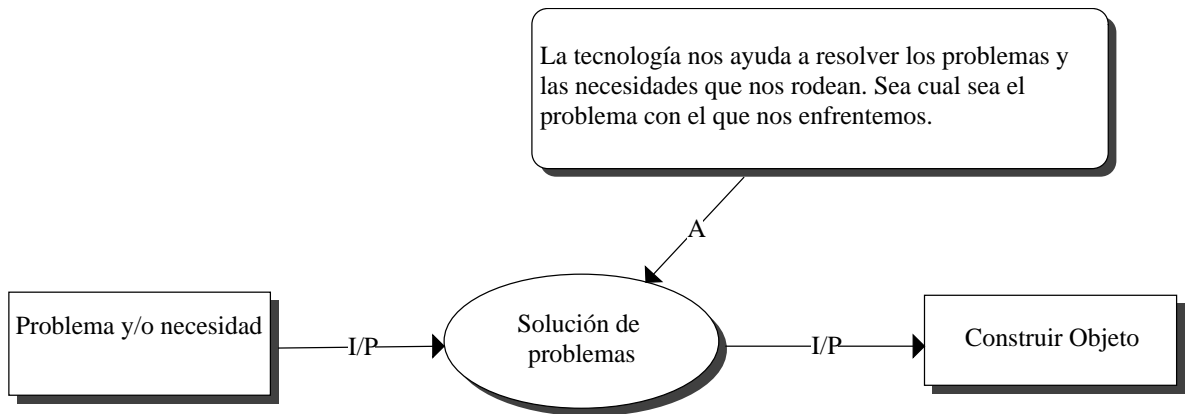 La tecnología nos ayuda a resolver los problemas y
las necesidades que nos rodean. Sea cual sea el
problema con el que nos enfrentemos.
A
Problema y/o necesidad
I/P
Solución de
problemas
I/P
Construir Objeto